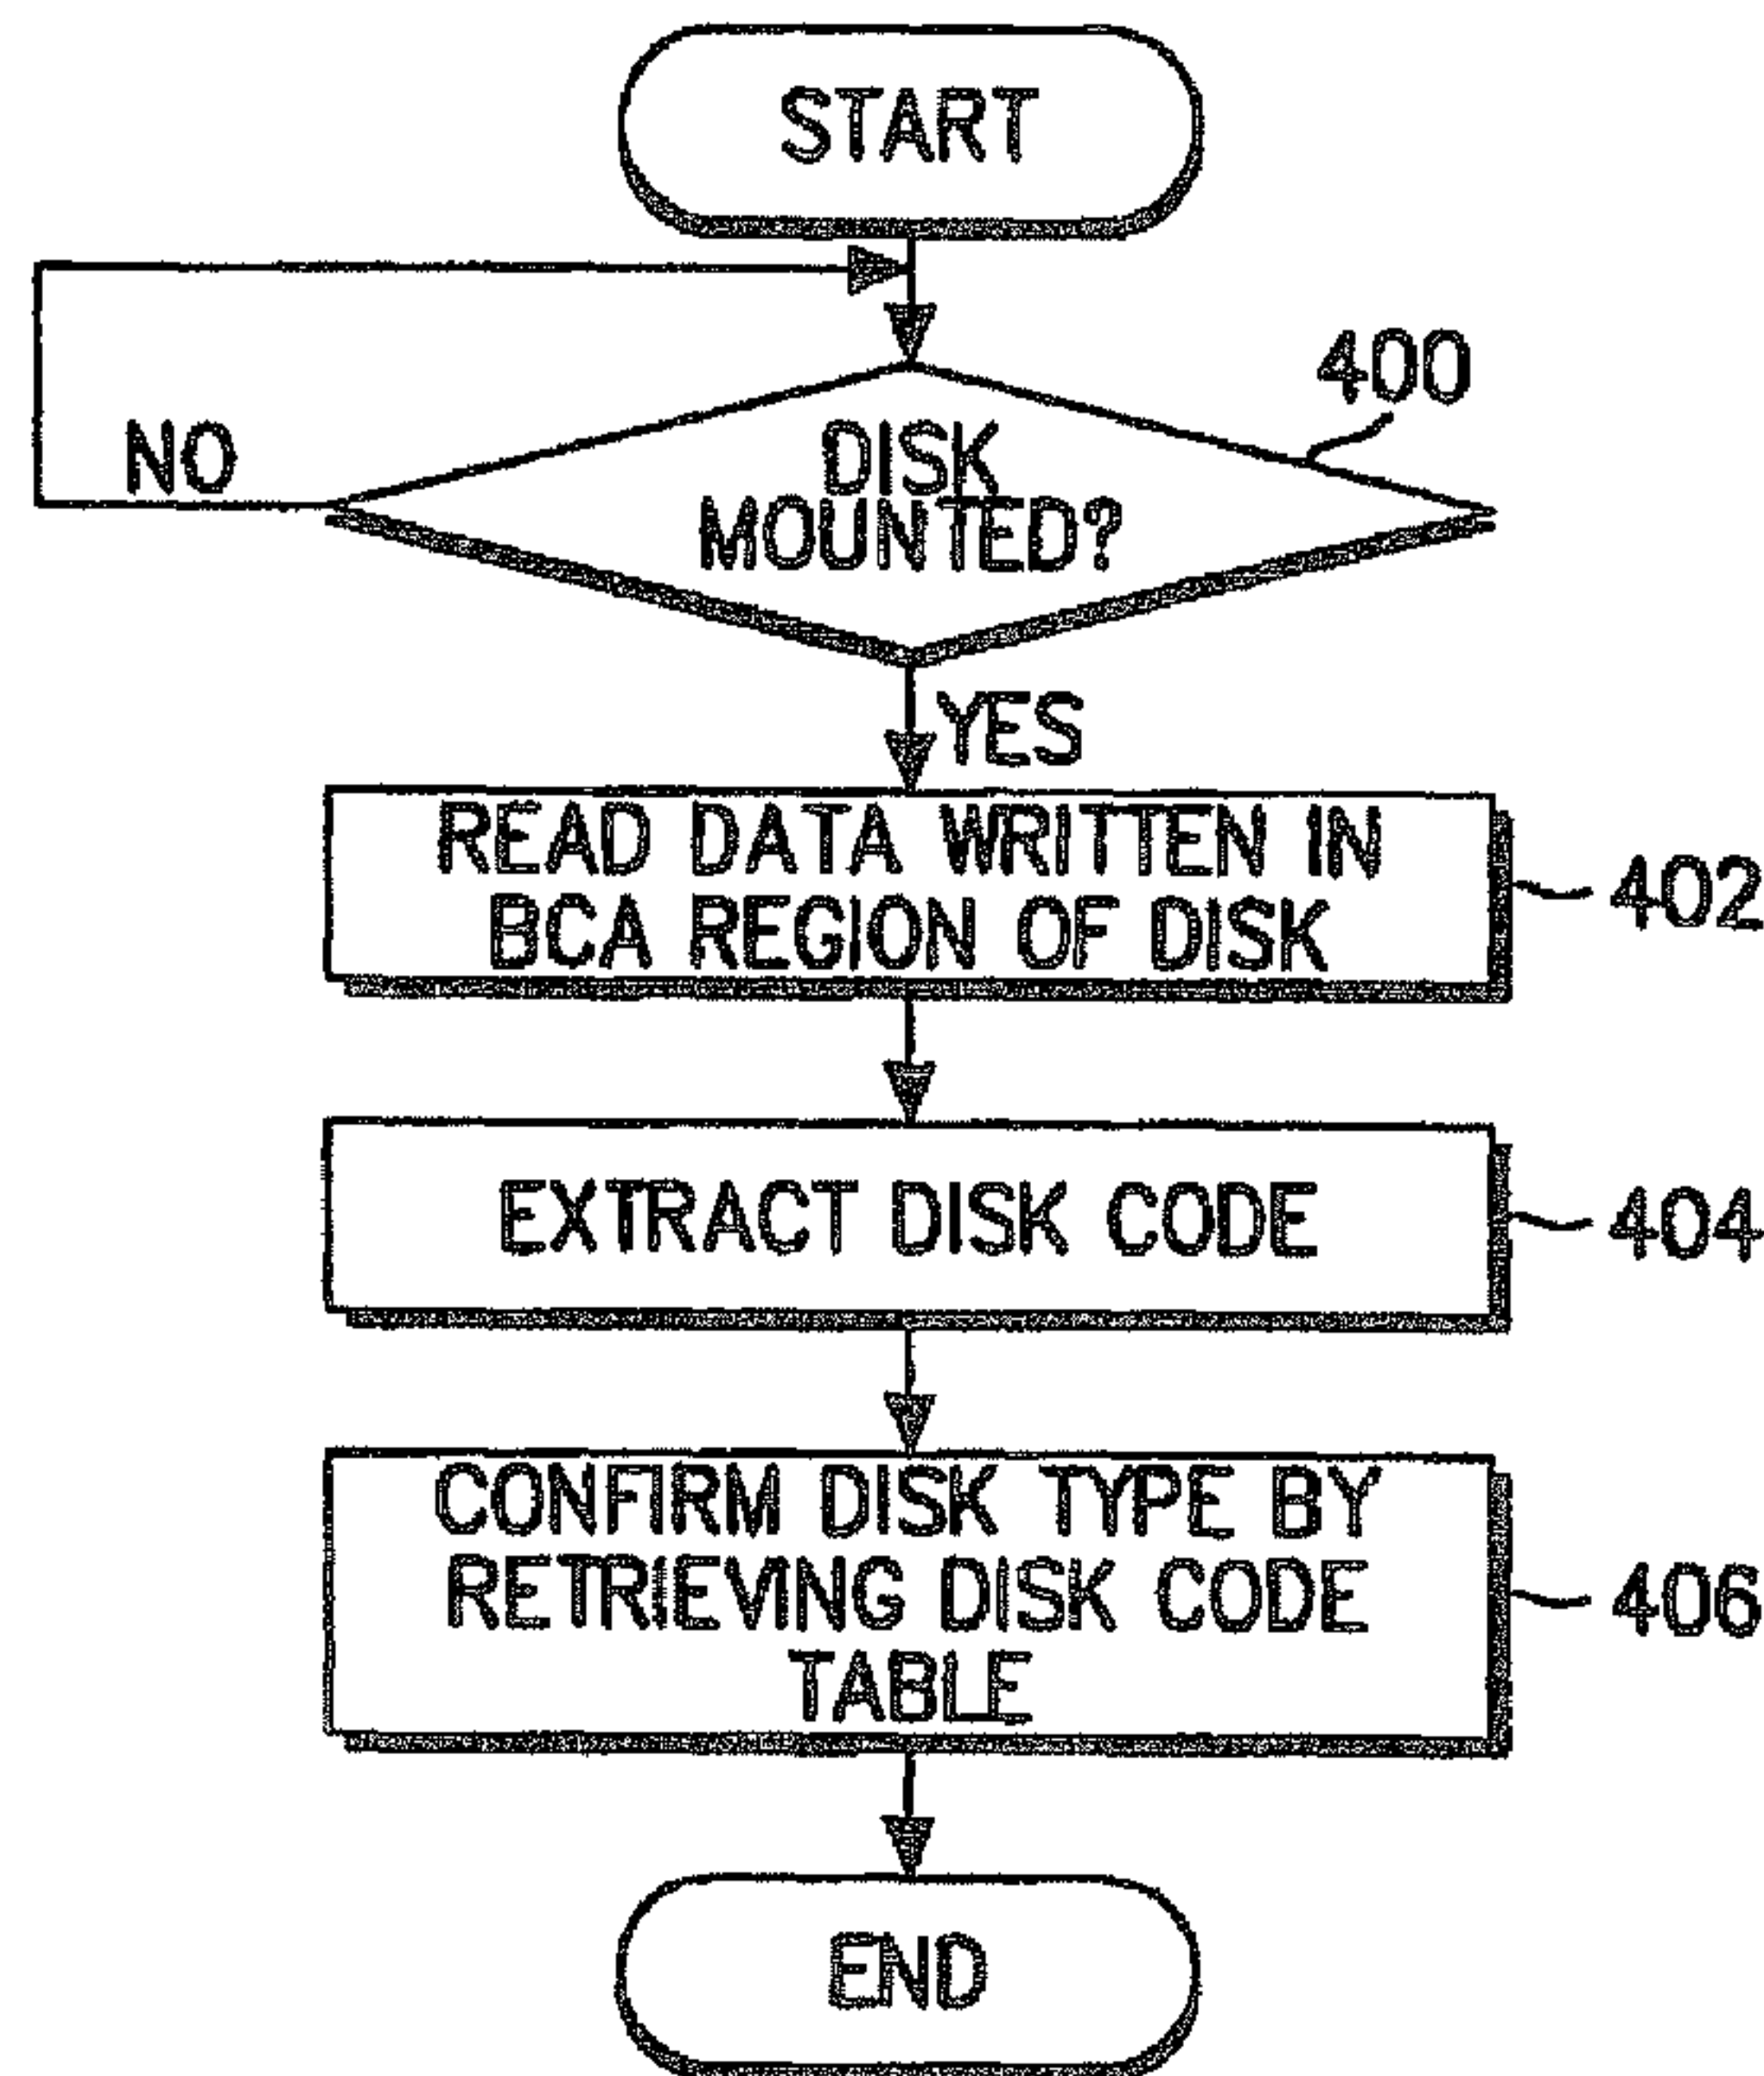 START
400
NO
DISK
MOUNTED?
YES
READ DATA WRITTEN IN
BCA REGION OF DISK
402
EXTRACT DISK CODE
404
CONFIRM DISK TYPE BY
RETRIEVING DISK CODE
TABLE
406
END